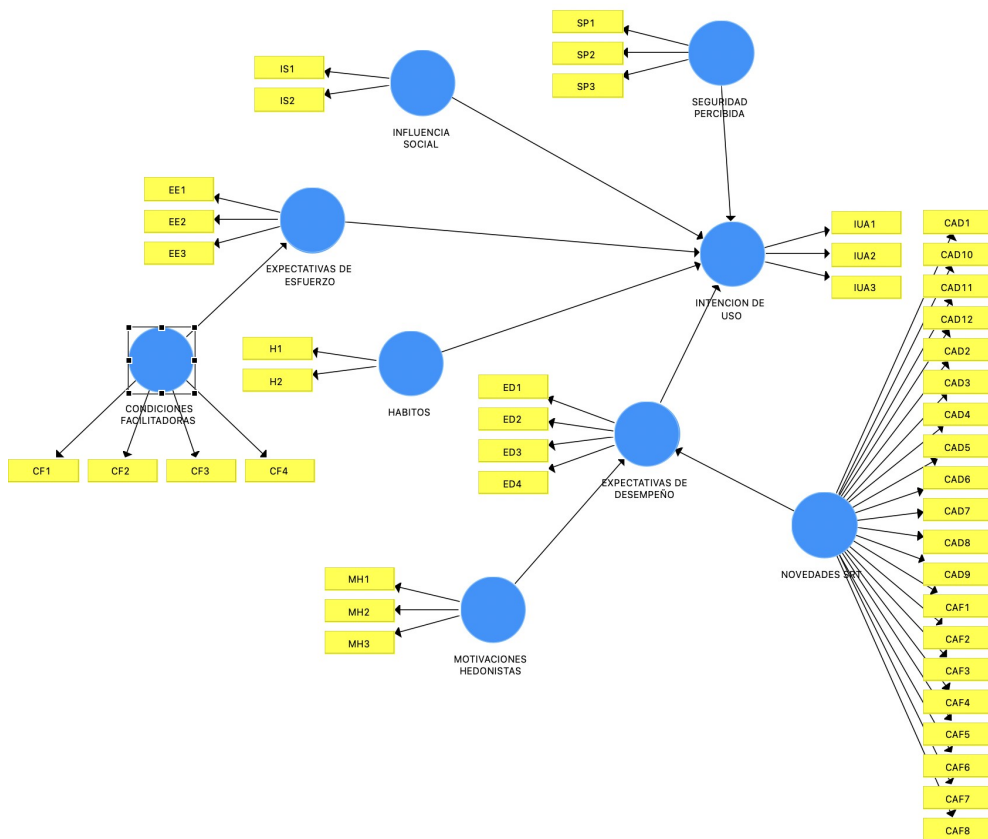 SP1
SP2
SP3
SEGURIDAD
PERCIBIDA
IS1
IS2
INFLUENCIA
SOCIAL
EE1
EE2
EE3
EXPECTATIVAS DE
ESFUERZO
IUA1
IUA2
IUA3
INTENCION DE
USO
H1
H2
HABITOS
CONDICIONES
FACILITADORAS
CF1
CF2
CF3
CF4
ED1
ED2
ED3
ED4
EXPECTATIVAS DE
DESEMPEÑO
MH1
MH2
MH3
MOTIVACIONES
HEDONISTAS
NOVEDADES SRT
CAD1
CAD10
CAD11
CAD12
CAD2
CAD3
CAD4
CAD5
CAD6
CAD7
CAD8
CAD9
CAF1
CAF2
CAF3
CAF4
CAF5
CAF6
CAF7
CAF8